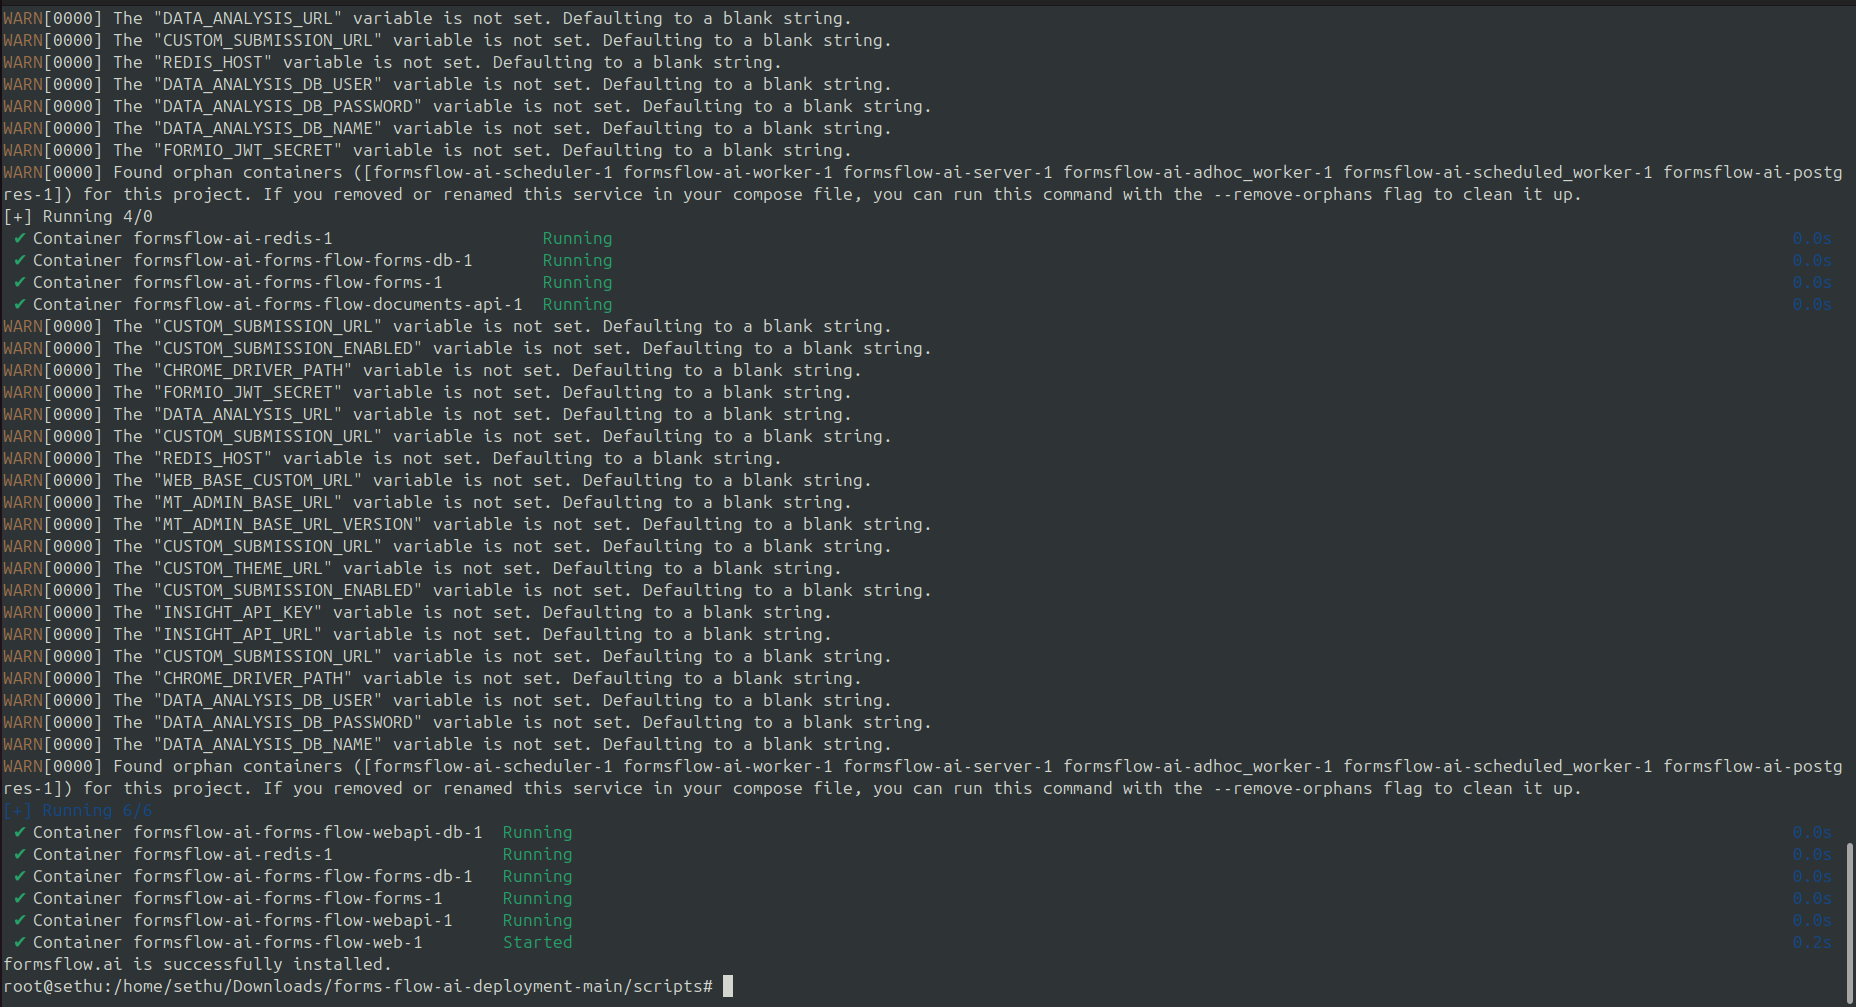 WARN[0000] The "DATA_ANALYSIS_URL" variable is not set. Defaulting to a blank string.
WARN[0000] The "CUSTOM_SUBMISSION_URL" variable is not set. Defaulting to a blank string.
WARN[0000] The "REDIS_HOST" variable is not set. Defaulting to a blank string.
WARN[0000] The "DATA_ANALYSIS_DB_USER" variable is not set. Defaulting to a blank string.
WARN[0000] The "DATA_ANALYSIS_DB_PASSWORD" variable is not set. Defaulting to a blank string.
WARN[0000] The "DATA_ANALYSIS_DB_NAME" variable is not set. Defaulting to a blank string.
WARN[0000] The "FORMIO_JWT_SECRET" variable is not set. Defaulting to a blank string.
WARN[0000] Found orphan containers ([formsflow-ai-scheduler-1 formsflow-ai-worker-1 formsflow-ai-server-1 formsflow-ai-adhoc_worker-1 formsflow-ai-scheduled_worker-1 formsflow-ai-postg
res-1]) for this project. If you removed or renamed this service in your compose file, you can run this command with the --remove-orphans flag to clean it up.
[+] Running 4/0
✔ Container formsflow-ai-redis-1 Running 0.0s
✔ Container formsflow-ai-forms-flow-forms-db-1 Running 0.0s
✔ Container formsflow-ai-forms-flow-forms-1 Running 0.0s
✔ Container formsflow-ai-forms-flow-documents-api-1 Running 0.0s
WARN[0000] The "CUSTOM_SUBMISSION_URL" variable is not set. Defaulting to a blank string.
WARN[0000] The "CUSTOM_SUBMISSION_ENABLED" variable is not set. Defaulting to a blank string.
WARN[0000] The "CHROME_DRIVER_PATH" variable is not set. Defaulting to a blank string.
WARN[0000] The "FORMIO_JWT_SECRET" variable is not set. Defaulting to a blank string.
WARN[0000] The "DATA_ANALYSIS_URL" variable is not set. Defaulting to a blank string.
WARN[0000] The "CUSTOM_SUBMISSION_URL" variable is not set. Defaulting to a blank string.
WARN[0000] The "REDIS_HOST" variable is not set. Defaulting to a blank string.
WARN[0000] The "WEB_BASE_CUSTOM_URL" variable is not set. Defaulting to a blank string.
WARN[0000] The "MT_ADMIN_BASE_URL" variable is not set. Defaulting to a blank string.
WARN[0000] The "MT_ADMIN_BASE_URL_VERSION" variable is not set. Defaulting to a blank string.
WARN[0000] The "CUSTOM_SUBMISSION_URL" variable is not set. Defaulting to a blank string.
WARN[0000] The "CUSTOM_THEME_URL" variable is not set. Defaulting to a blank string.
WARN[0000] The "CUSTOM_SUBMISSION_ENABLED" variable is not set. Defaulting to a blank string.
WARN[0000] The "INSIGHT_API_KEY" variable is not set. Defaulting to a blank string.
WARN[0000] The "INSIGHT_API_URL" variable is not set. Defaulting to a blank string.
WARN[0000] The "CUSTOM_SUBMISSION_URL" variable is not set. Defaulting to a blank string.
WARN[0000] The "CHROME_DRIVER_PATH" variable is not set. Defaulting to a blank string.
WARN[0000] The "DATA_ANALYSIS_DB_USER" variable is not set. Defaulting to a blank string.
WARN[0000] The "DATA_ANALYSIS_DB_PASSWORD" variable is not set. Defaulting to a blank string.
WARN[0000] The "DATA_ANALYSIS_DB_NAME" variable is not set. Defaulting to a blank string.
WARN[0000] Found orphan containers ([formsflow-ai-scheduler-1 formsflow-ai-worker-1 formsflow-ai-server-1 formsflow-ai-adhoc_worker-1 formsflow-ai-scheduled_worker-1 formsflow-ai-postg
res-1]) for this project. If you removed or renamed this service in your compose file, you can run this command with the --remove-orphans flag to clean it up.
[+] Running 6/6
✔ Container formsflow-ai-forms-flow-webapi-db-1 Running 0.0s
✔ Container formsflow-ai-redis-1 Running 0.0s
✔ Container formsflow-ai-forms-flow-forms-db-1 Running 0.0s
✔ Container formsflow-ai-forms-flow-forms-1 Running 0.0s
✔ Container formsflow-ai-forms-flow-webapi-1 Running 0.0s
✔ Container formsflow-ai-forms-flow-web-1 Started 0.2s
formsflow.ai is successfully installed.
root@sethu:/home/sethu/Downloads/forms-flow-ai-deployment-main/scripts#